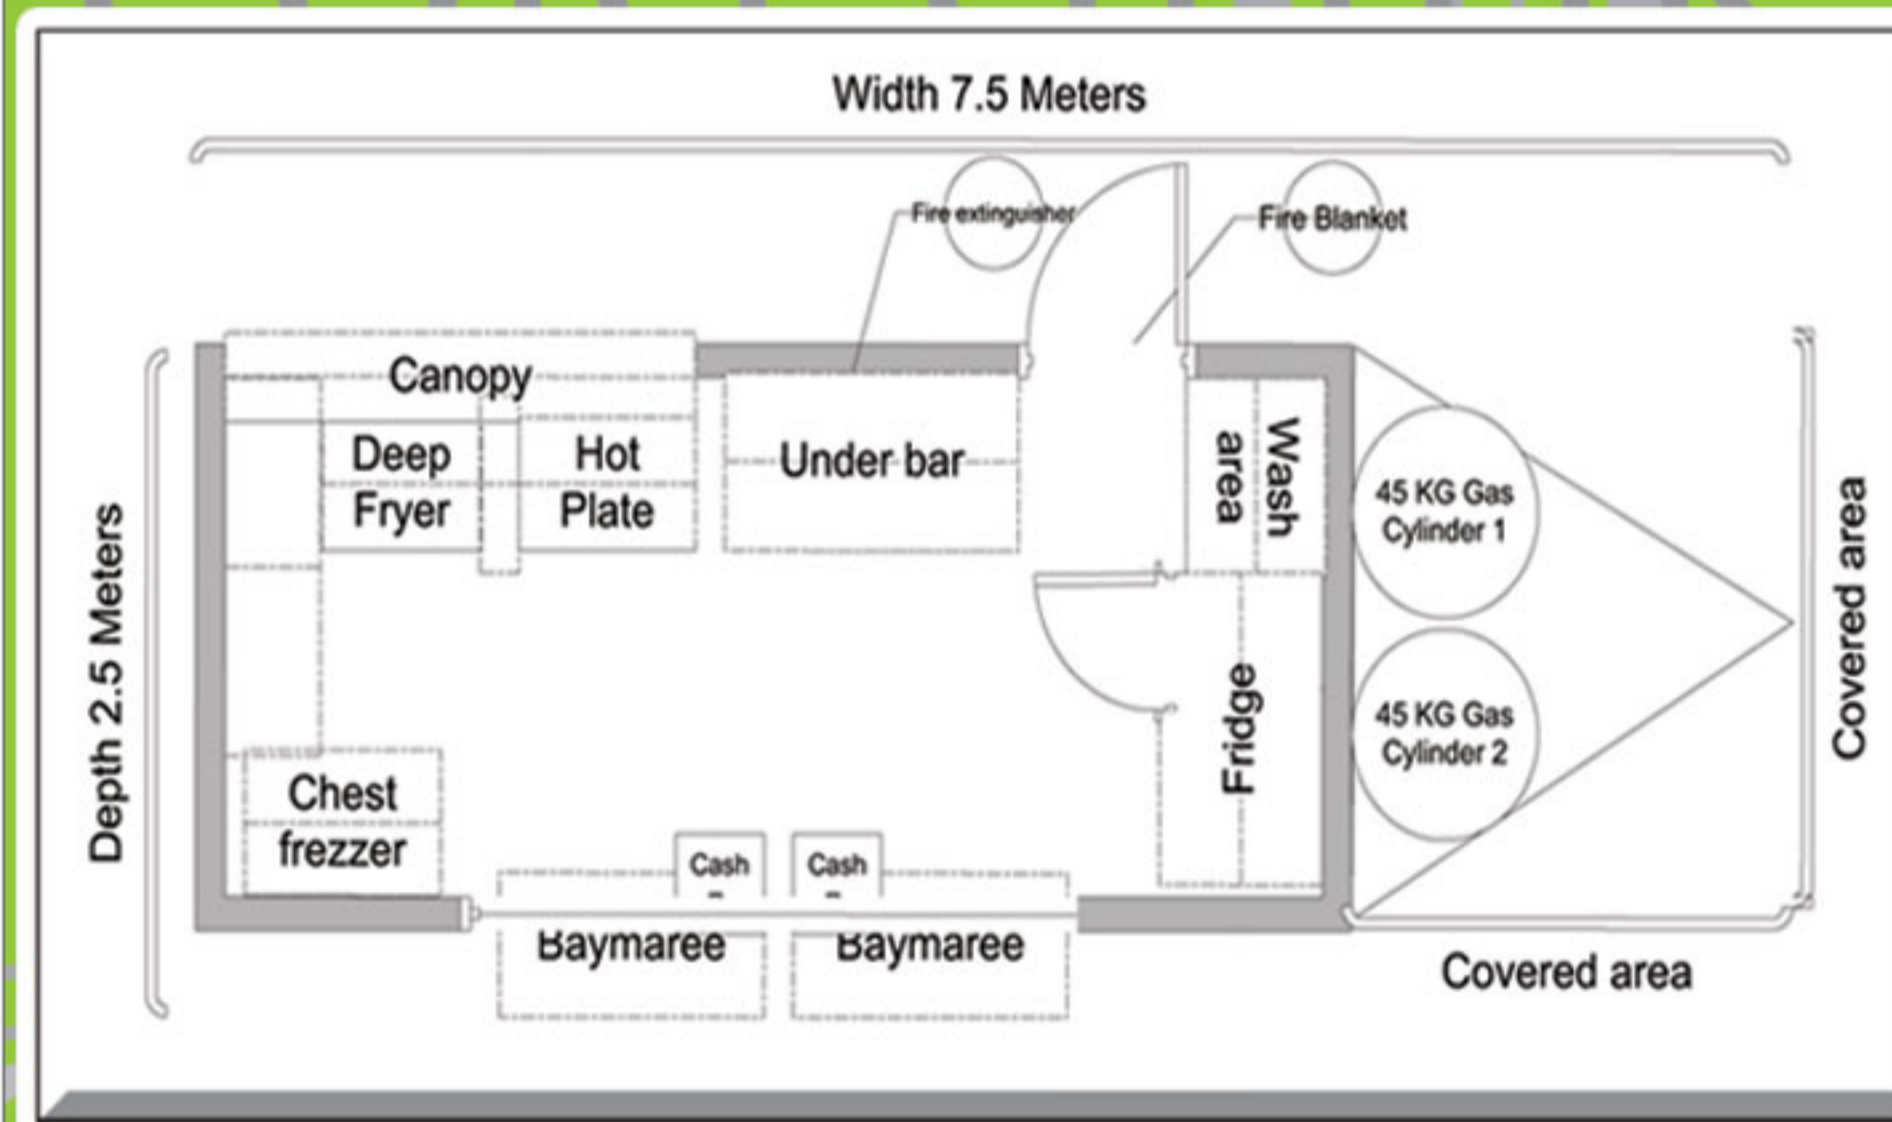 Width 7.5 Meters
Fire extinguisher
Fire Blanket
Canopy
Deep
Fryer
Hot
Plate
Under bar
Wash
area
45 KG Gas
Cylinder 1
Covered area
Depth 2.5 Meters
Fridge
45 KG Gas
Cylinder 2
Chest
frezzer
Cash
Cash
Baymaree
Baymaree
Covered area